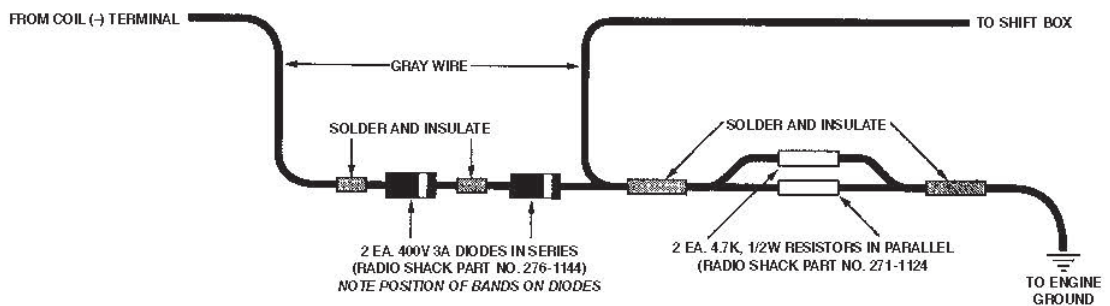 FROM COIL (–) TERMINAL
TO SHIFT BOX
GRAY WIRE
SOLDER AND INSULATE
SOLDER AND INSULATE
2 EA. 400V 3A DIODES IN SERIES
(RADIO SHACK PART NO. 276-1144)
NOTE POSITION OF BANDS ON DIODES
2 EA. 4.7K, 1/2W RESISTORS IN PARALLEL
(RADIO SHACK PART NO. 271-1124
TO ENGINE
GROUND